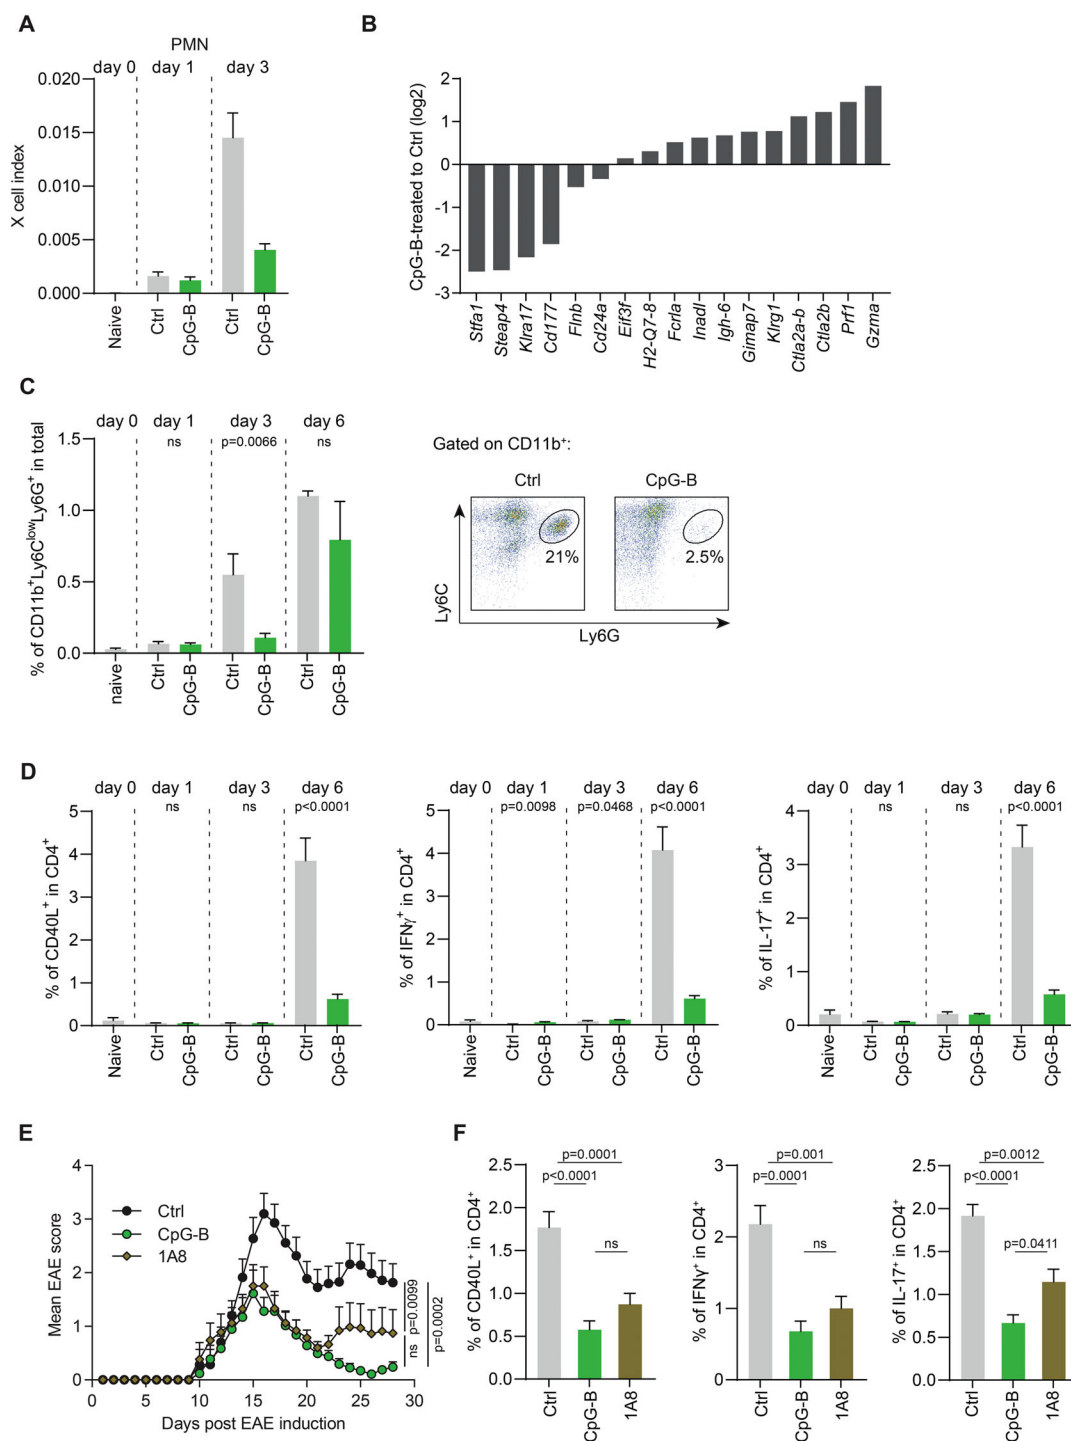 A
PMN
day 0 day 1 day 3
X cell index
0.020
0.015
0.010
0.005
0.000
Naive
Ctrl
CpG-B
Ctrl
CpG-B
B
CpG-B-treated to Ctrl (log2)
2
1
0
-1
-2
-3
Stfa1
Steap4
Klra17
Cd177
Flnb
Cd24a
Eif3f
H2-Q7-8
Fcrla
Inadl
Igh-6
Gimap7
Klrg1
Ctla2a-b
Ctla2b
Prf1
Gzma
C
day 0 day 1 day 3 day 6
ns p=0.0066 ns
% of CD11b⁺Ly6C^lowLy6G⁺ in total
1.5
1.0
0.5
0.0
naive
Ctrl
CpG-B
Ctrl
CpG-B
Ctrl
CpG-B
Gated on CD11b⁺:
Ctrl CpG-B
21% 2.5%
Ly6C
Ly6G
D
day 0 day 1 day 3 day 6
ns ns p<0.0001
% of CD40L⁺ in CD4⁺
5
4
3
2
1
0
Naive
Ctrl
CpG-B
Ctrl
CpG-B
Ctrl
CpG-B
day 0 day 1 day 3 day 6
p=0.0098 p=0.0468 p<0.0001
% of IFNγ⁺ in CD4⁺
5
4
3
2
1
0
Naive
Ctrl
CpG-B
Ctrl
CpG-B
Ctrl
CpG-B
day 0 day 1 day 3 day 6
ns ns p<0.0001
% of IL-17⁺ in CD4⁺
4
3
2
1
0
Naive
Ctrl
CpG-B
Ctrl
CpG-B
Ctrl
CpG-B
E
Mean EAE score
4
3
2
1
0
Ctrl
CpG-B
1A8
ns p=0.0099
p=0.0002
0 5 10 15 20 25 30
Days post EAE induction
F
p=0.0001
p<0.0001
ns
% of CD40L⁺ in CD4⁺
2.5
2.0
1.5
1.0
0.5
0.0
Ctrl
CpG-B
1A8
p=0.001
p=0.0001
ns
% of IFNγ⁺ in CD4⁺
3
2
1
0
Ctrl
CpG-B
1A8
p=0.0012
p<0.0001
p=0.0411
% of IL-17⁺ in CD4⁺
2.5
2.0
1.5
1.0
0.5
0.0
Ctrl
CpG-B
1A8